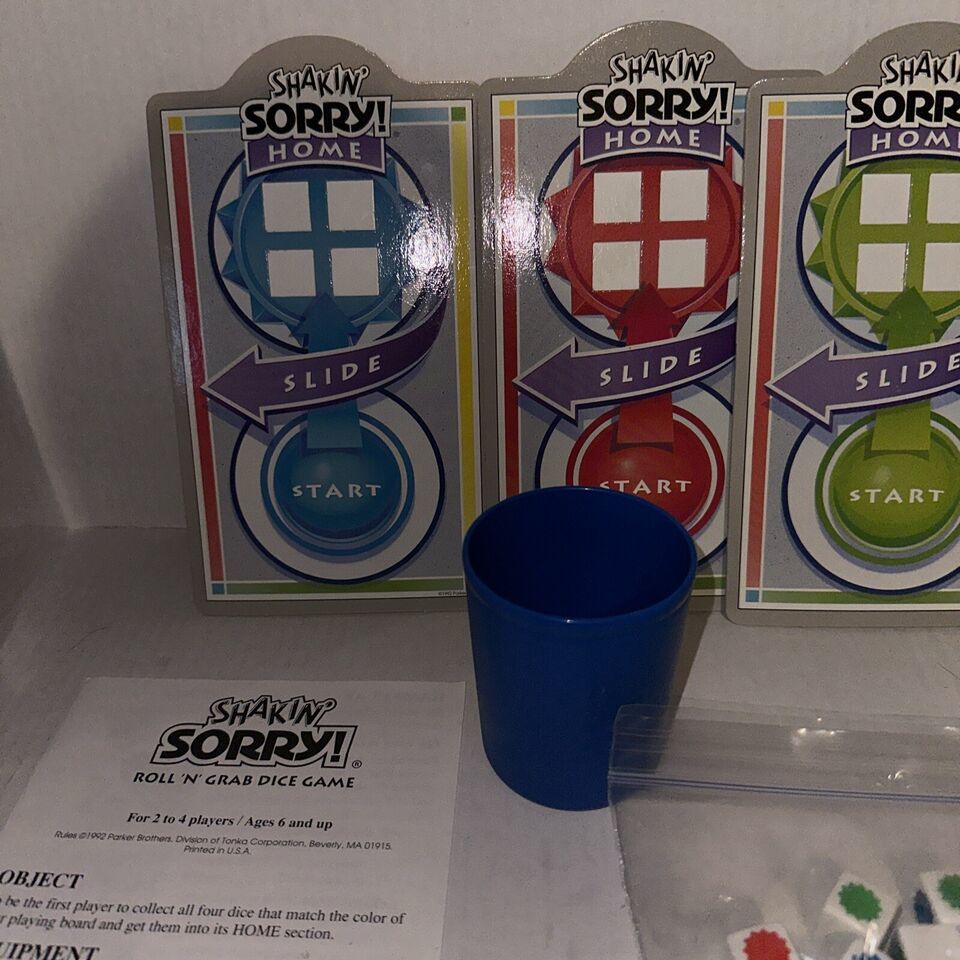 SHAKIN'
SORRY!
HOME
SLIDE
START
SHAKIN'
SORRY!
HOME
SLIDE
START
SHAKI
SORR
HOM
SLIDE
START
SHAKIN'
SORRY!®
ROLL 'N' GRAB DICE GAME
For 2 to 4 players / Ages 6 and up
Rules ©1992 Parker Brothers, Division of Tonka Corporation, Beverly, MA 01915.
Printed in U.S.A.
OBJECT
be the first player to collect all four dice that match the color of
r playing board and get them into its HOME section.
UIPMENT